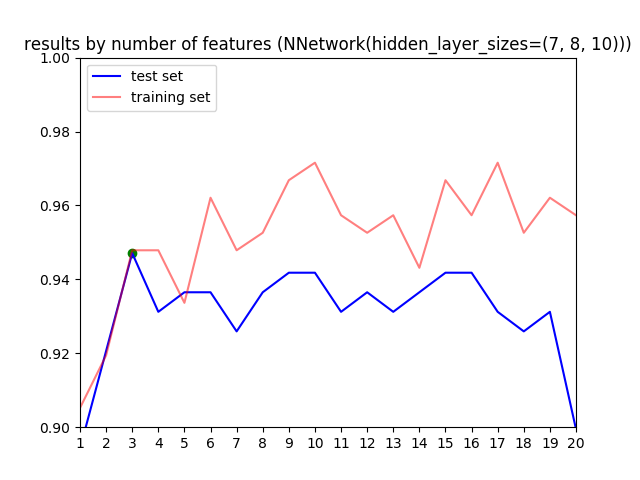 results by number of features (NNetwork(hidden_layer_sizes=(7, 8, 10)))
1.00
0.98
0.96
0.94
0.92
0.90
test set
training set
1 2 3 4 5 6 7 8 9 10 11 12 13 14 15 16 17 18 19 20